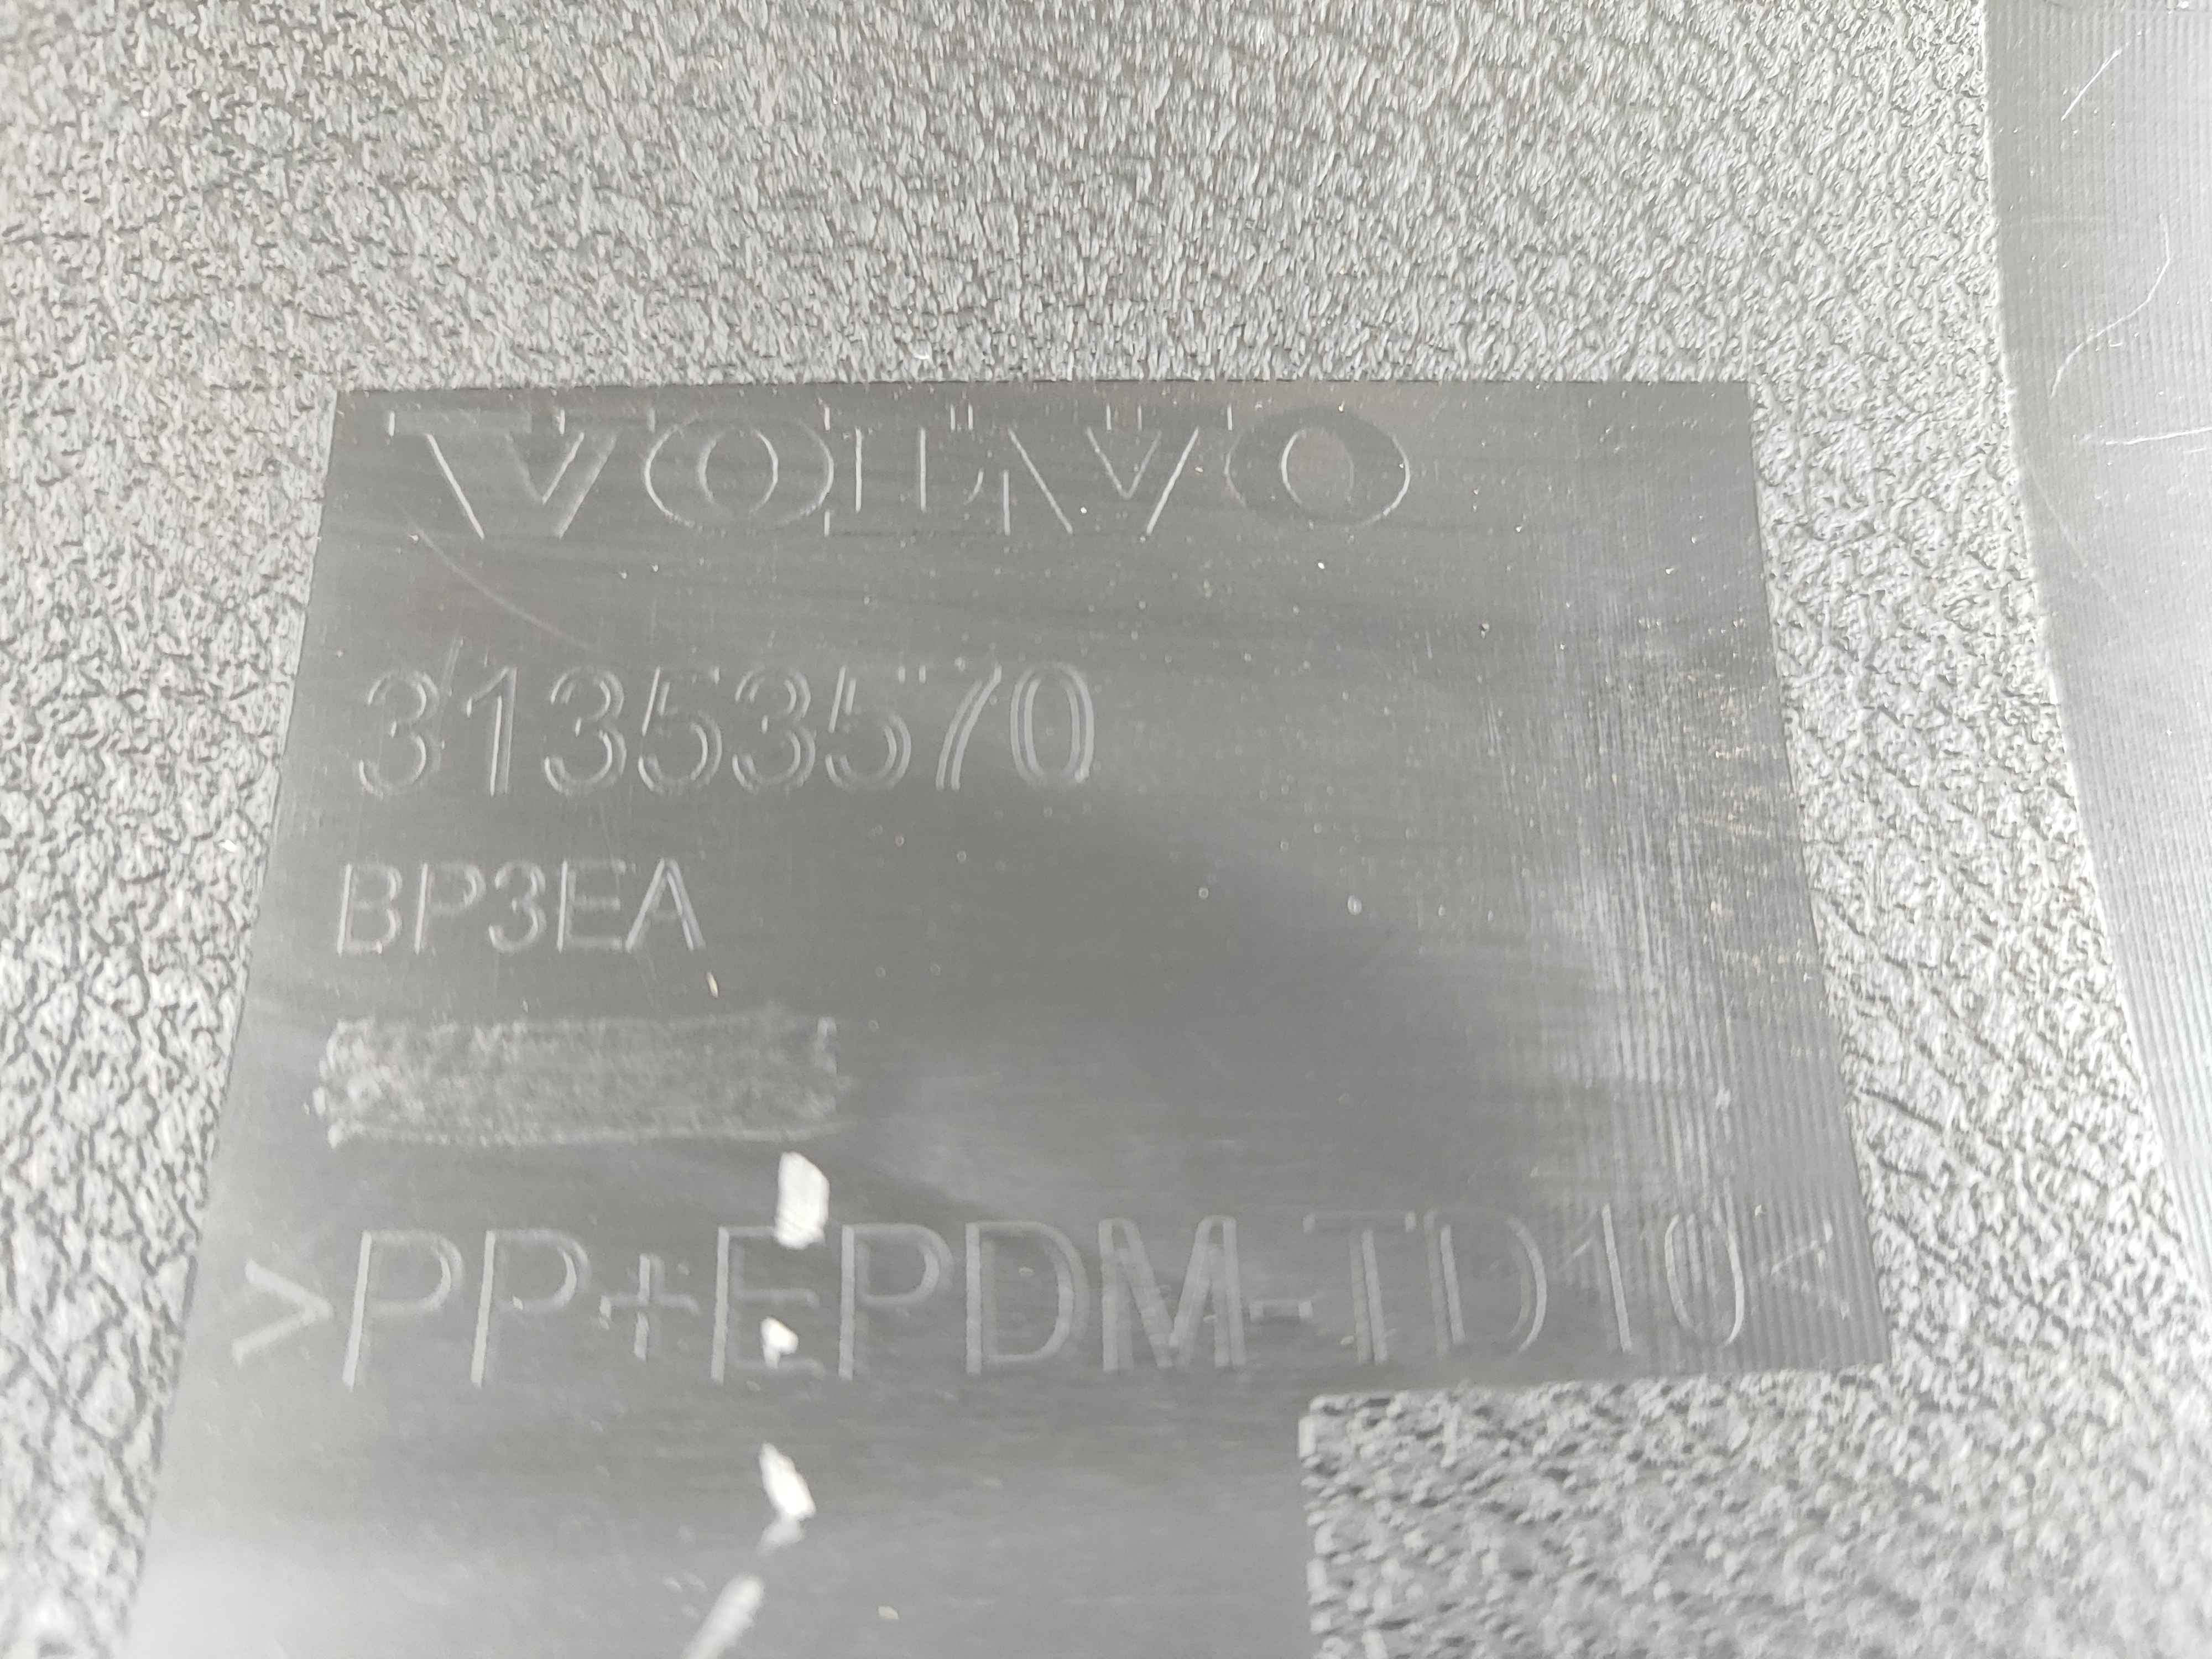 VOLVO
31353570
BP3EA
>PP+EPDM-TD10<